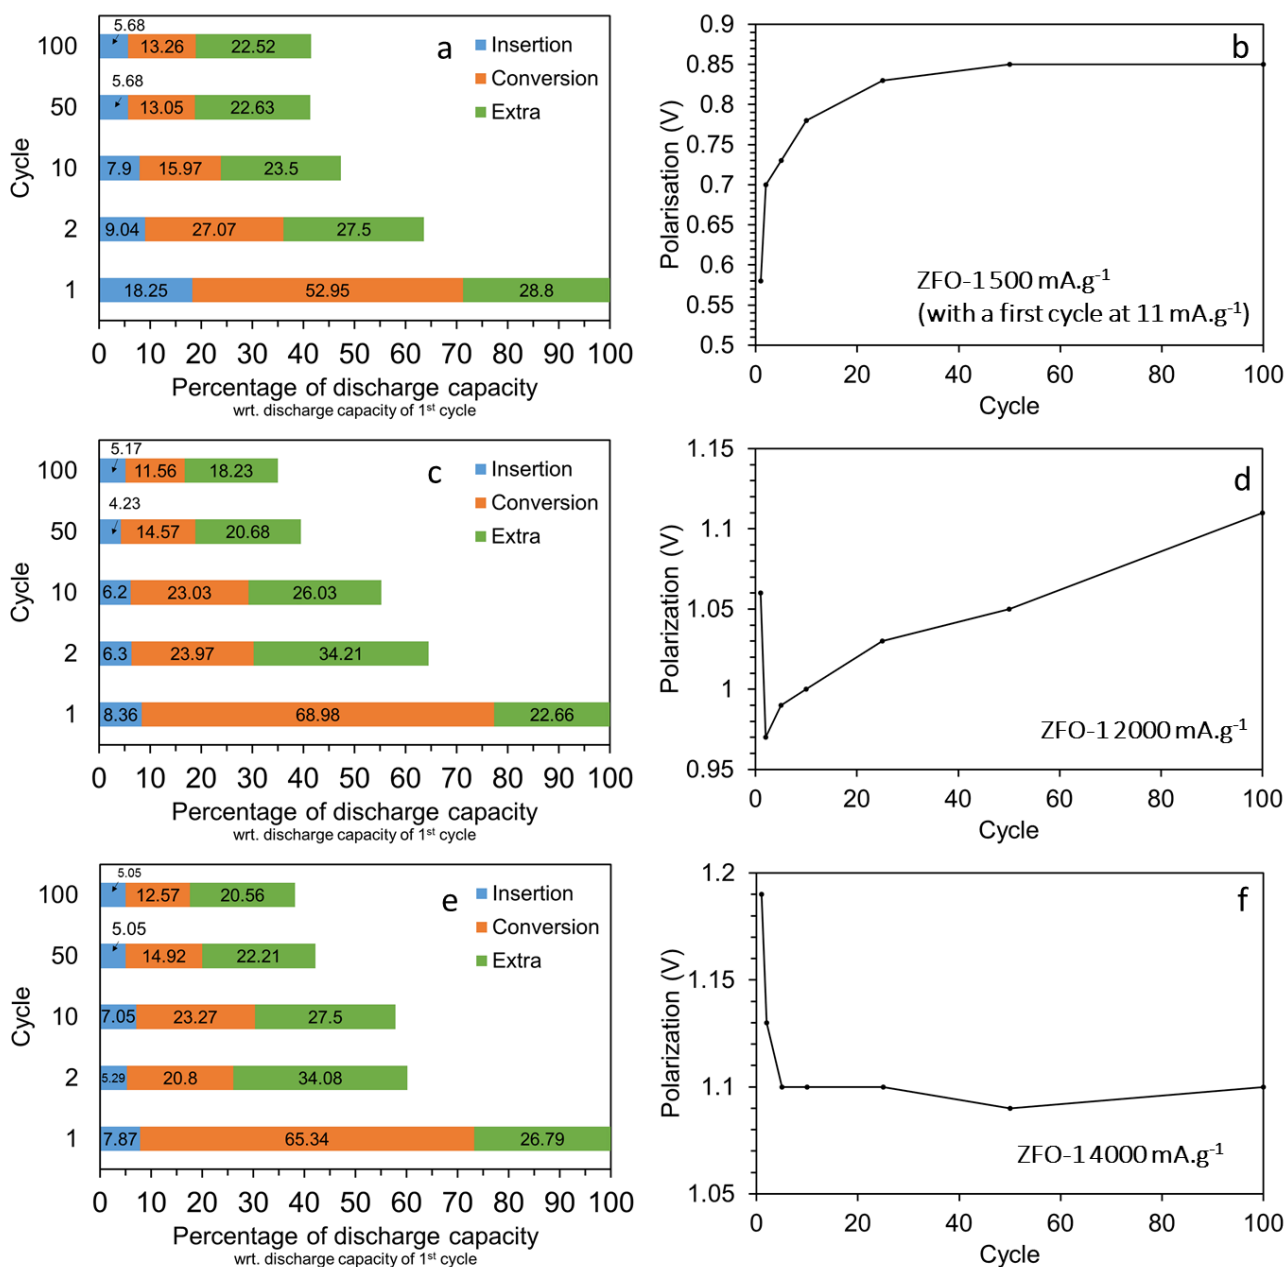 a
5.68
100
13.26
22.52
Insertion
Conversion
Extra
5.68
50
13.05
22.63
10
7.9
15.97
23.5
2
9.04
27.07
27.5
1
18.25
52.95
28.8
Cycle
0 10 20 30 40 50 60 70 80 90 100
Percentage of discharge capacity
wrt. discharge capacity of 1st cycle
b
0.9
0.85
0.8
0.75
0.7
0.65
0.6
0.55
0.5
Polarisation (V)
ZFO-1 500 mA.g-1
(with a first cycle at 11 mA.g-1)
0 20 40 60 80 100
Cycle
c
5.17
100
11.56
18.23
Insertion
Conversion
Extra
4.23
50
14.57
20.68
10
6.2
23.03
26.03
2
6.3
23.97
34.21
1
8.36
68.98
22.66
Cycle
0 10 20 30 40 50 60 70 80 90 100
Percentage of discharge capacity
wrt. discharge capacity of 1st cycle
d
1.15
1.1
1.05
1
0.95
Polarization (V)
ZFO-1 2000 mA.g-1
0 20 40 60 80 100
Cycle
e
5.05
100
12.57
20.56
Insertion
Conversion
Extra
5.05
50
14.92
22.21
10
7.05
23.27
27.5
2
5.29
20.8
34.08
1
7.87
65.34
26.79
Cycle
0 10 20 30 40 50 60 70 80 90 100
Percentage of discharge capacity
wrt. discharge capacity of 1st cycle
f
1.2
1.15
1.10
1.05
Polarization (V)
ZFO-1 4000 mA.g-1
0 20 40 60 80 100
Cycle